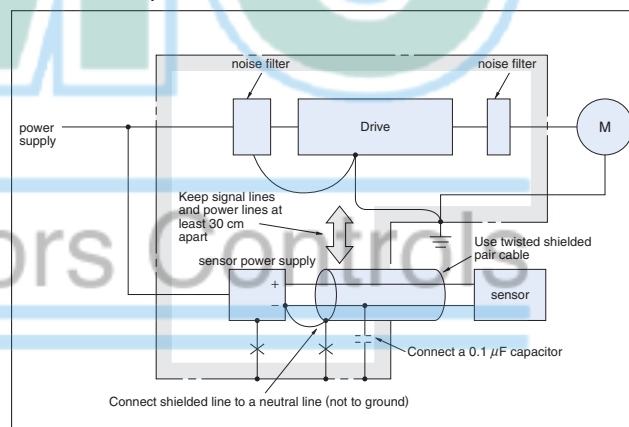 noise filter
noise filter
Drive
M
power
supply
Keep signal lines
and power lines at
least 30 cm
apart
Use twisted shielded
pair cable
ors Controls
sensor power supply
+
−
sensor
Connect a 0.1 μF capacitor
Connect shielded line to a neutral line (not to ground)